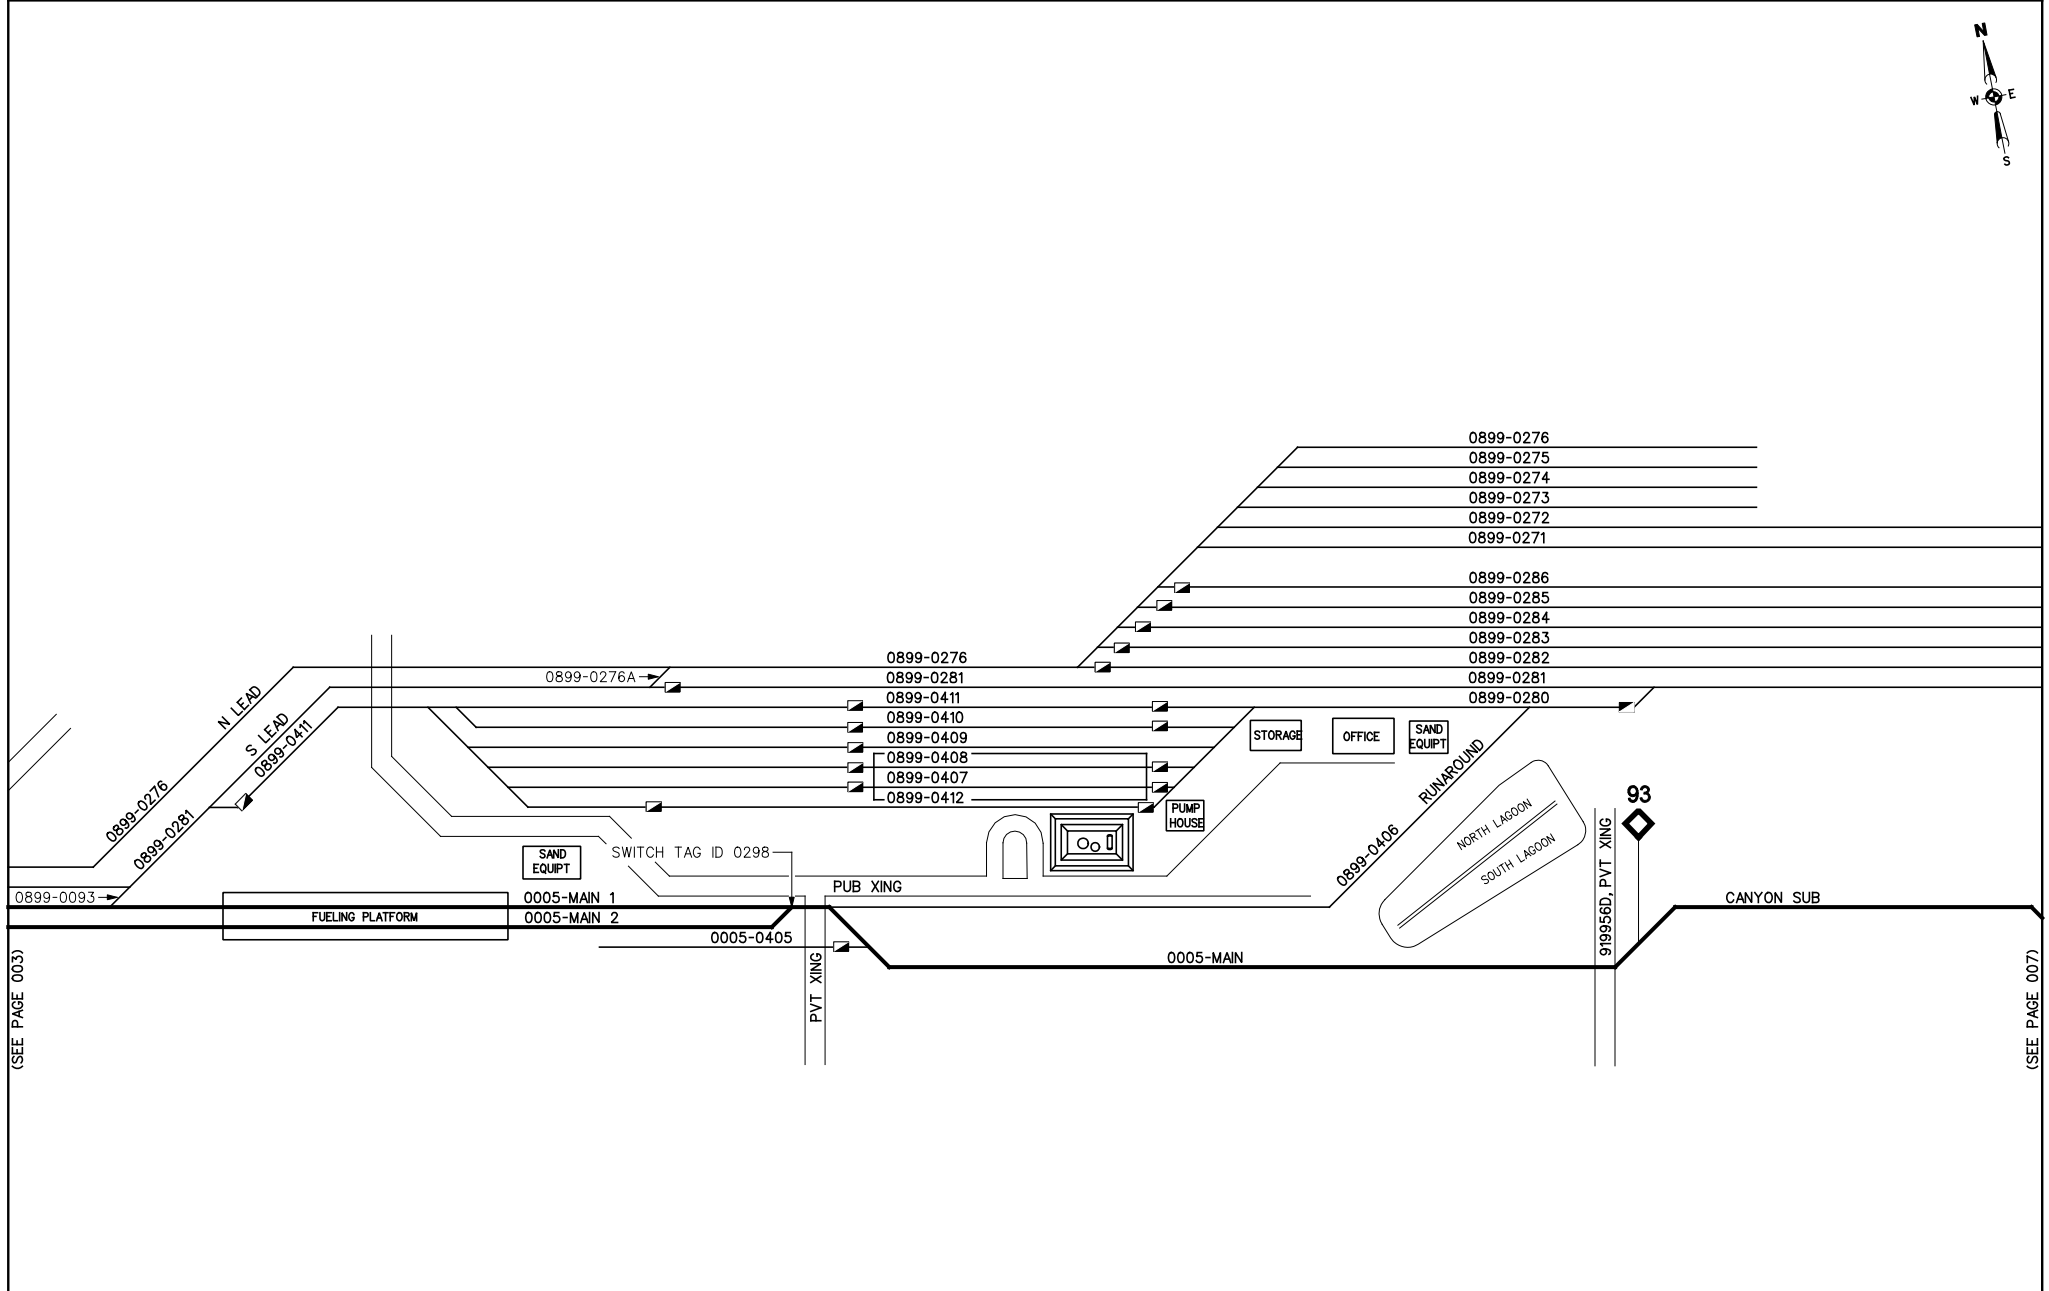 N
W E
S
0899-0276
0899-0275
0899-0274
0899-0273
0899-0272
0899-0271
0899-0286
0899-0285
0899-0284
0899-0283
0899-0276
0899-0282
0899-0276A
0899-0281
0899-0281
0899-0411
0899-0280
N LEAD
S LEAD
0899-0411
0899-0410
0899-0409
0899-0408
0899-0407
0899-0412
STORAGE
OFFICE
SAND
EQUIPT
RUNAROUND
0899-0276
0899-0281
PUMP
HOUSE
93
NORTH LAGOON
SOUTH LAGOON
0899-0406
SAND
EQUIPT
SWITCH TAG ID 0298
PUB XING
919956D, PVT XING
0899-0093
0005-MAIN 1
FUELING PLATFORM
0005-MAIN 2
CANYON SUB
0005-0405
0005-MAIN
PVT XING
(SEE PAGE 003)
(SEE PAGE 007)